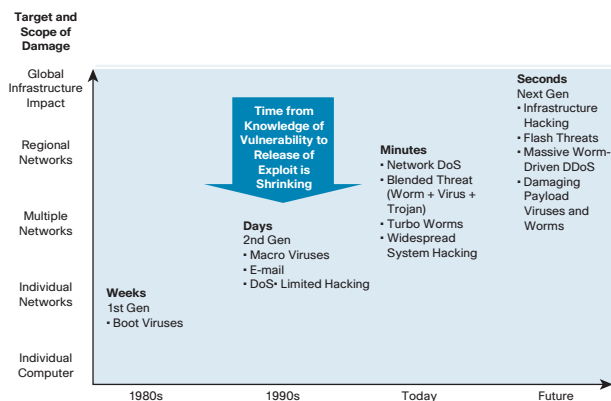 Target and
Scope of
Damage
Global
Infrastructure
Impact
Regional
Networks
Multiple
Networks
Individual
Networks
Individual
Computer
Time from
Knowledge of
Vulnerability to
Release of
Exploit is
Shrinking
Weeks
1st Gen
▪ Boot Viruses
Days
2nd Gen
▪ Macro Viruses
▪ E-mail
▪ DoS▪ Limited Hacking
Minutes
▪ Network DoS
▪ Blended Threat
(Worm + Virus +
Trojan)
▪ Turbo Worms
▪ Widespread
System Hacking
Seconds
Next Gen
▪ Infrastructure
Hacking
▪ Flash Threats
▪ Massive Worm-
Driven DDoS
▪ Damaging
Payload
Viruses and
Worms
1980s
1990s
Today
Future